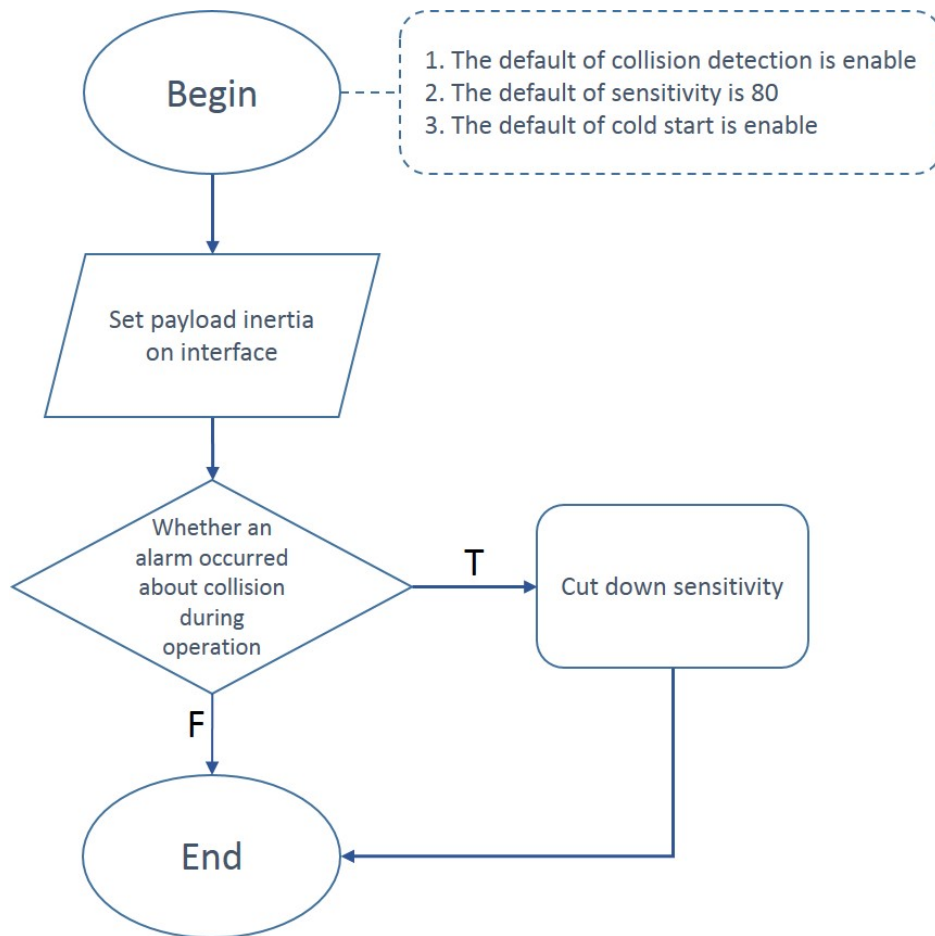 Begin
1. The default of collision detection is enable
2. The default of sensitivity is 80
3. The default of cold start is enable
Set payload inertia
on interface
Whether an
alarm occurred
about collision
during
operation
T
Cut down sensitivity
F
End